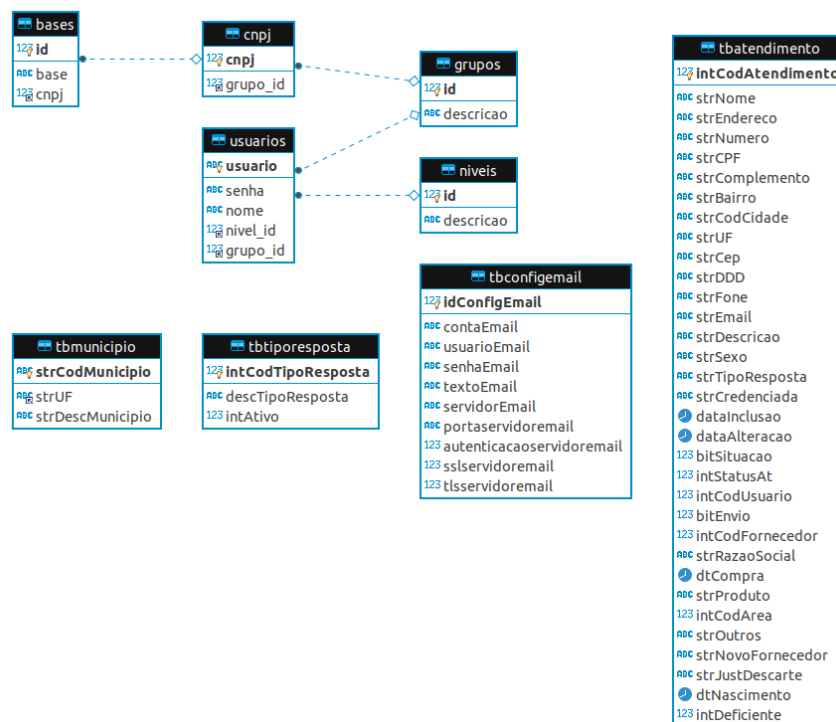 bases
id
base
cnpj
cnpj
cnpj
grupo_id
grupos
id
descricao
usuarios
usuario
senha
nome
nivel_id
grupo_id
niveis
id
descricao
tbconfigemail
idConfigEmail
contaEmail
usuarioEmail
senhaEmail
textoEmail
servidorEmail
portaservidoremail
autenticacaoservidoremail
sslservidoremail
tlsservidoremail
tbmunicipio
strCodMunicipio
strUF
strDescMunicipio
tbtiporesposta
intCodTipoResposta
descTipoResposta
intAtivo
tbatendimento
intCodAtendimento
strNome
strEndereco
strNumero
strCPF
strComplemento
strBairro
strCodCidade
strUF
strCep
strDDD
strFone
strEmail
strDescricao
strSexo
strTipoResposta
strCredenciada
dataInclusao
dataAlteracao
bitSituacao
intStatusAt
intCodUsuario
bitEnvio
intCodFornecedor
strRazaoSocial
dtCompra
strProduto
intCodArea
strOutros
strNovoFornecedor
strJustDescarte
dtNascimento
intDeficiente